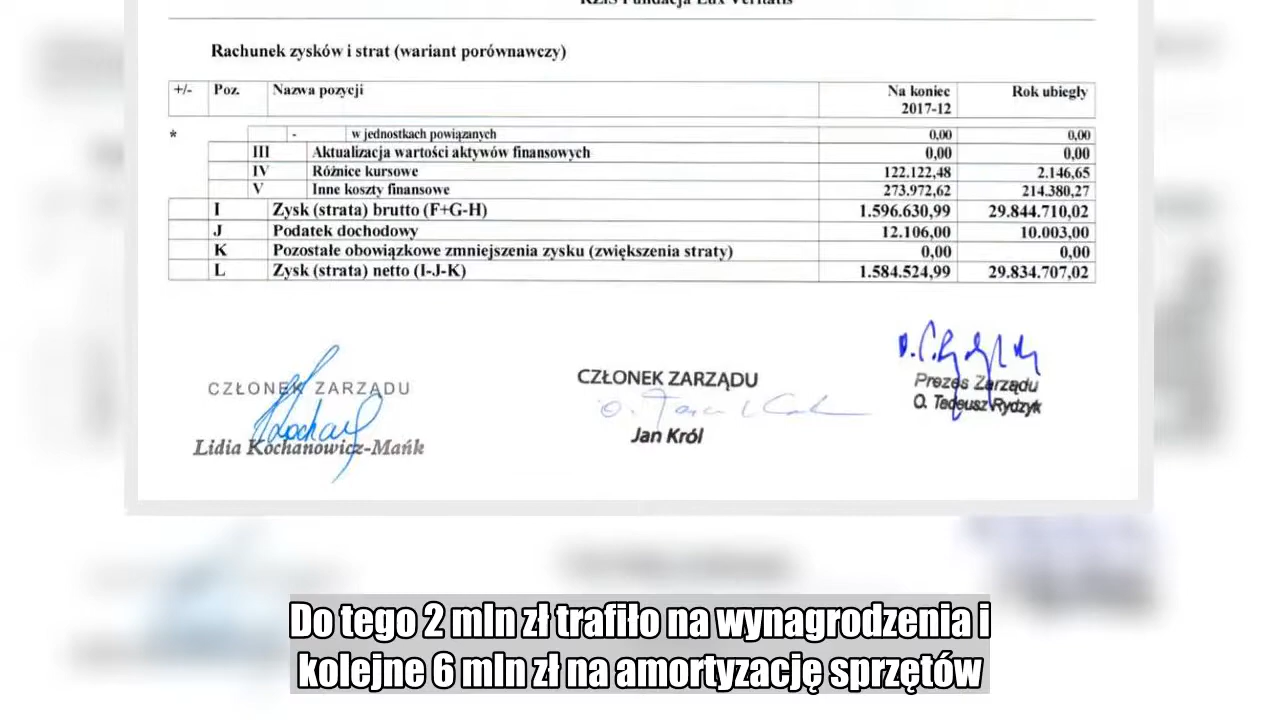 RZiS Fundacja Lux Veritatis
Rachunek zysków i strat (wariant porównawczy)
+/- Poz. Nazwa pozycji Na koniec 2017-12 Rok ubiegły
* - w jednostkach powiązanych 0,00 0,00
III Aktualizacja wartości aktywów finansowych 0,00 0,00
IV Różnice kursowe 122.122,48 2.146,65
V Inne koszty finansowe 273.972,62 214.380,27
I Zysk (strata) brutto (F+G-H) 1.596.630,99 29.844.710,02
J Podatek dochodowy 12.106,00 10.003,00
K Pozostałe obowiązkowe zmniejszenia zysku (zwiększenia straty) 0,00 0,00
L Zysk (strata) netto (I-J-K) 1.584.524,99 29.834.707,02
CZŁONEK ZARZĄDU
Lidia Kochanowicz-Mańk
CZŁONEK ZARZĄDU
Jan Król
Prezes Zarządu
O. Tadeusz Rydzyk
Do tego 2 mln zł trafiło na wynagrodzenia i
kolejne 6 mln zł na amortyzację sprzętów